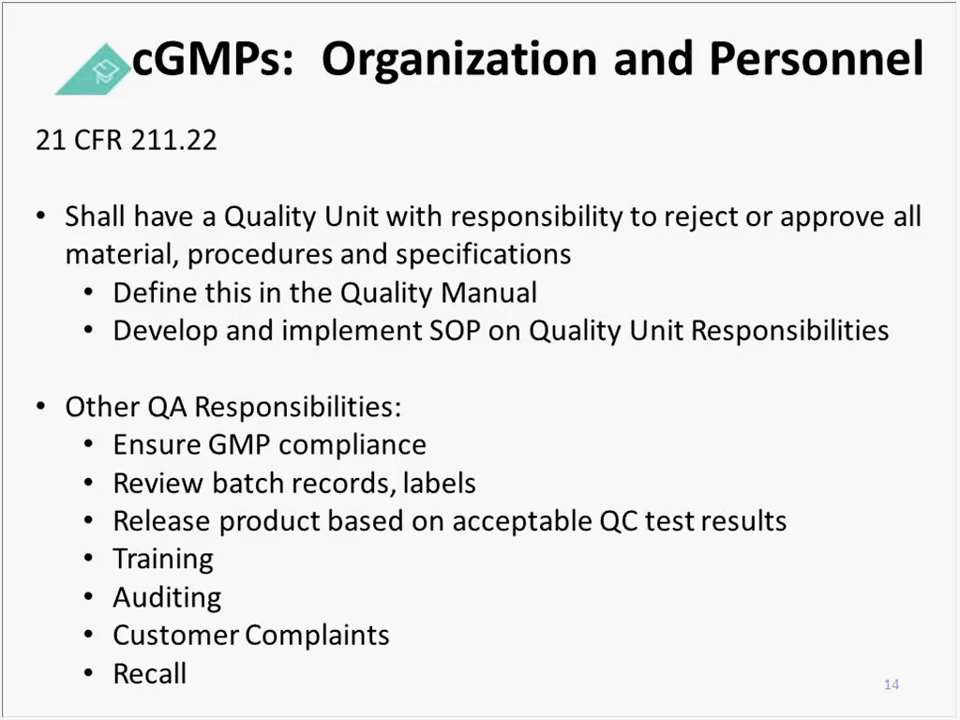 cGMPs:  Organization and Personnel
21 CFR 211.22
• Shall have a Quality Unit with responsibility to reject or approve all
material, procedures and specifications
• Define this in the Quality Manual
• Develop and implement SOP on Quality Unit Responsibilities
• Other QA Responsibilities:
• Ensure GMP compliance
• Review batch records, labels
• Release product based on acceptable QC test results
• Training
• Auditing
• Customer Complaints
• Recall
14